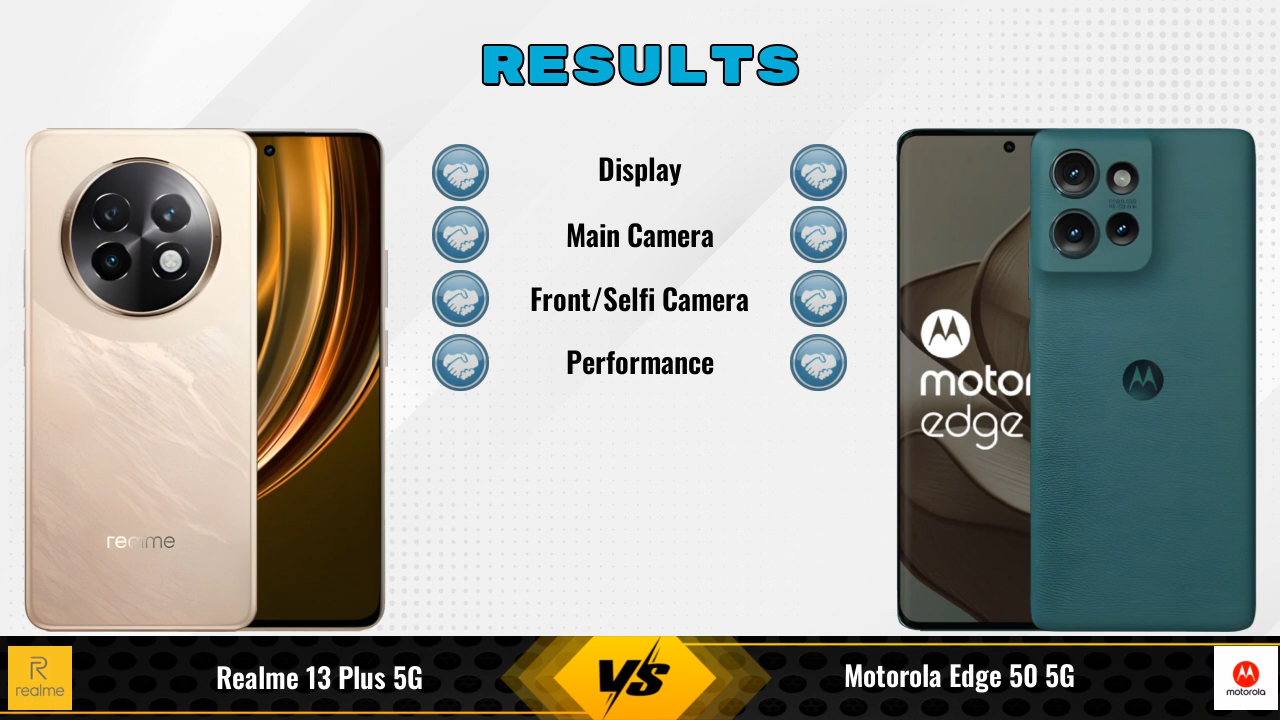 RESULTS
Display
Main Camera
Front/Selfi Camera
Performance
realme
motor
edge
realme
Realme 13 Plus 5G
VS
Motorola Edge 50 5G
motorola